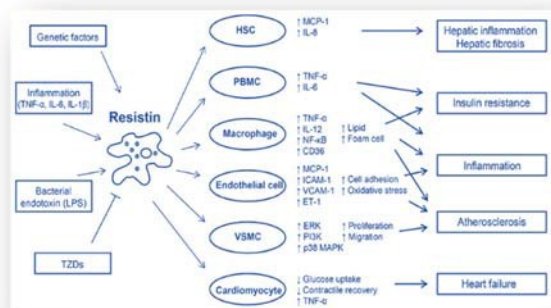 Genetic factors
Inflammation
(TNF-α, IL-6, IL-1β)
Bacterial
endotoxin (LPS)
TZDs
Resistin
HSC
↑ MCP-1
↑ IL-8
PBMC
↑ TNF-α
↑ IL-6
Macrophage
↑ TNF-α
↑ IL-12 ↑ Lipid
↑ NF-κB ↑ Foam cell
↑ CD36
Endothelial cell
↑ MCP-1
↑ ICAM-1 ↑ Cell adhesion
↑ VCAM-1 ↑ Oxidative stress
↑ ET-1
VSMC
↑ ERK ↑ Proliferation
↑ PI3K ↑ Migration
↑ p38 MAPK
Cardiomyocyte
↓ Glucose uptake
↓ Contractile recovery
↑ TNF-α
Hepatic inflammation
Hepatic fibrosis
Insulin resistance
Inflammation
Atherosclerosis
Heart failure